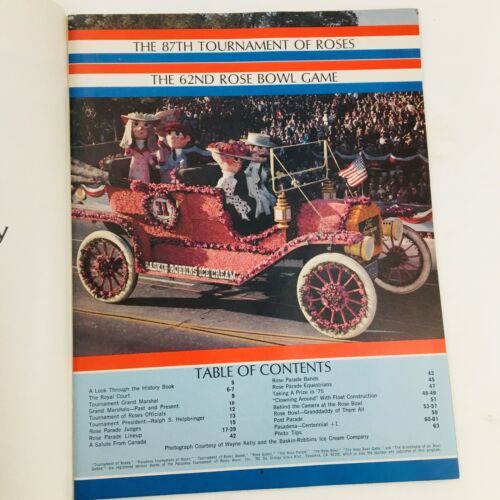 THE 87TH TOURNAMENT OF ROSES
THE 62ND ROSE BOWL GAME
31
BASKIN ROBBINS ICE CREAM
TABLE OF CONTENTS
A Look Through the History Book 5
The Royal Court 6-7
Tournament Grand Marshal 9
Grand Marshals—Past and Present 10
Tournament of Roses Officials 12
Tournament President—Ralph S. Helpbringer 13
Rose Parade Judges 15
Rose Parade Lineup 17-39
A Salute From Canada 42
Rose Parade Bands 43
Rose Parade Equestrians 45
Taking A Prize in '75 47
"Clowning Around" With Float Construction 48-49
Behind the Camera at the Rose Bowl 51
Rose Bowl—Granddaddy of Them All 53-57
Post Parade 59
Pasadena—Centennial +1 60-61
Photo Tips 63
Photograph Courtesy of Wayne Kelly and the Baskin-Robbins Ice Cream Company
y